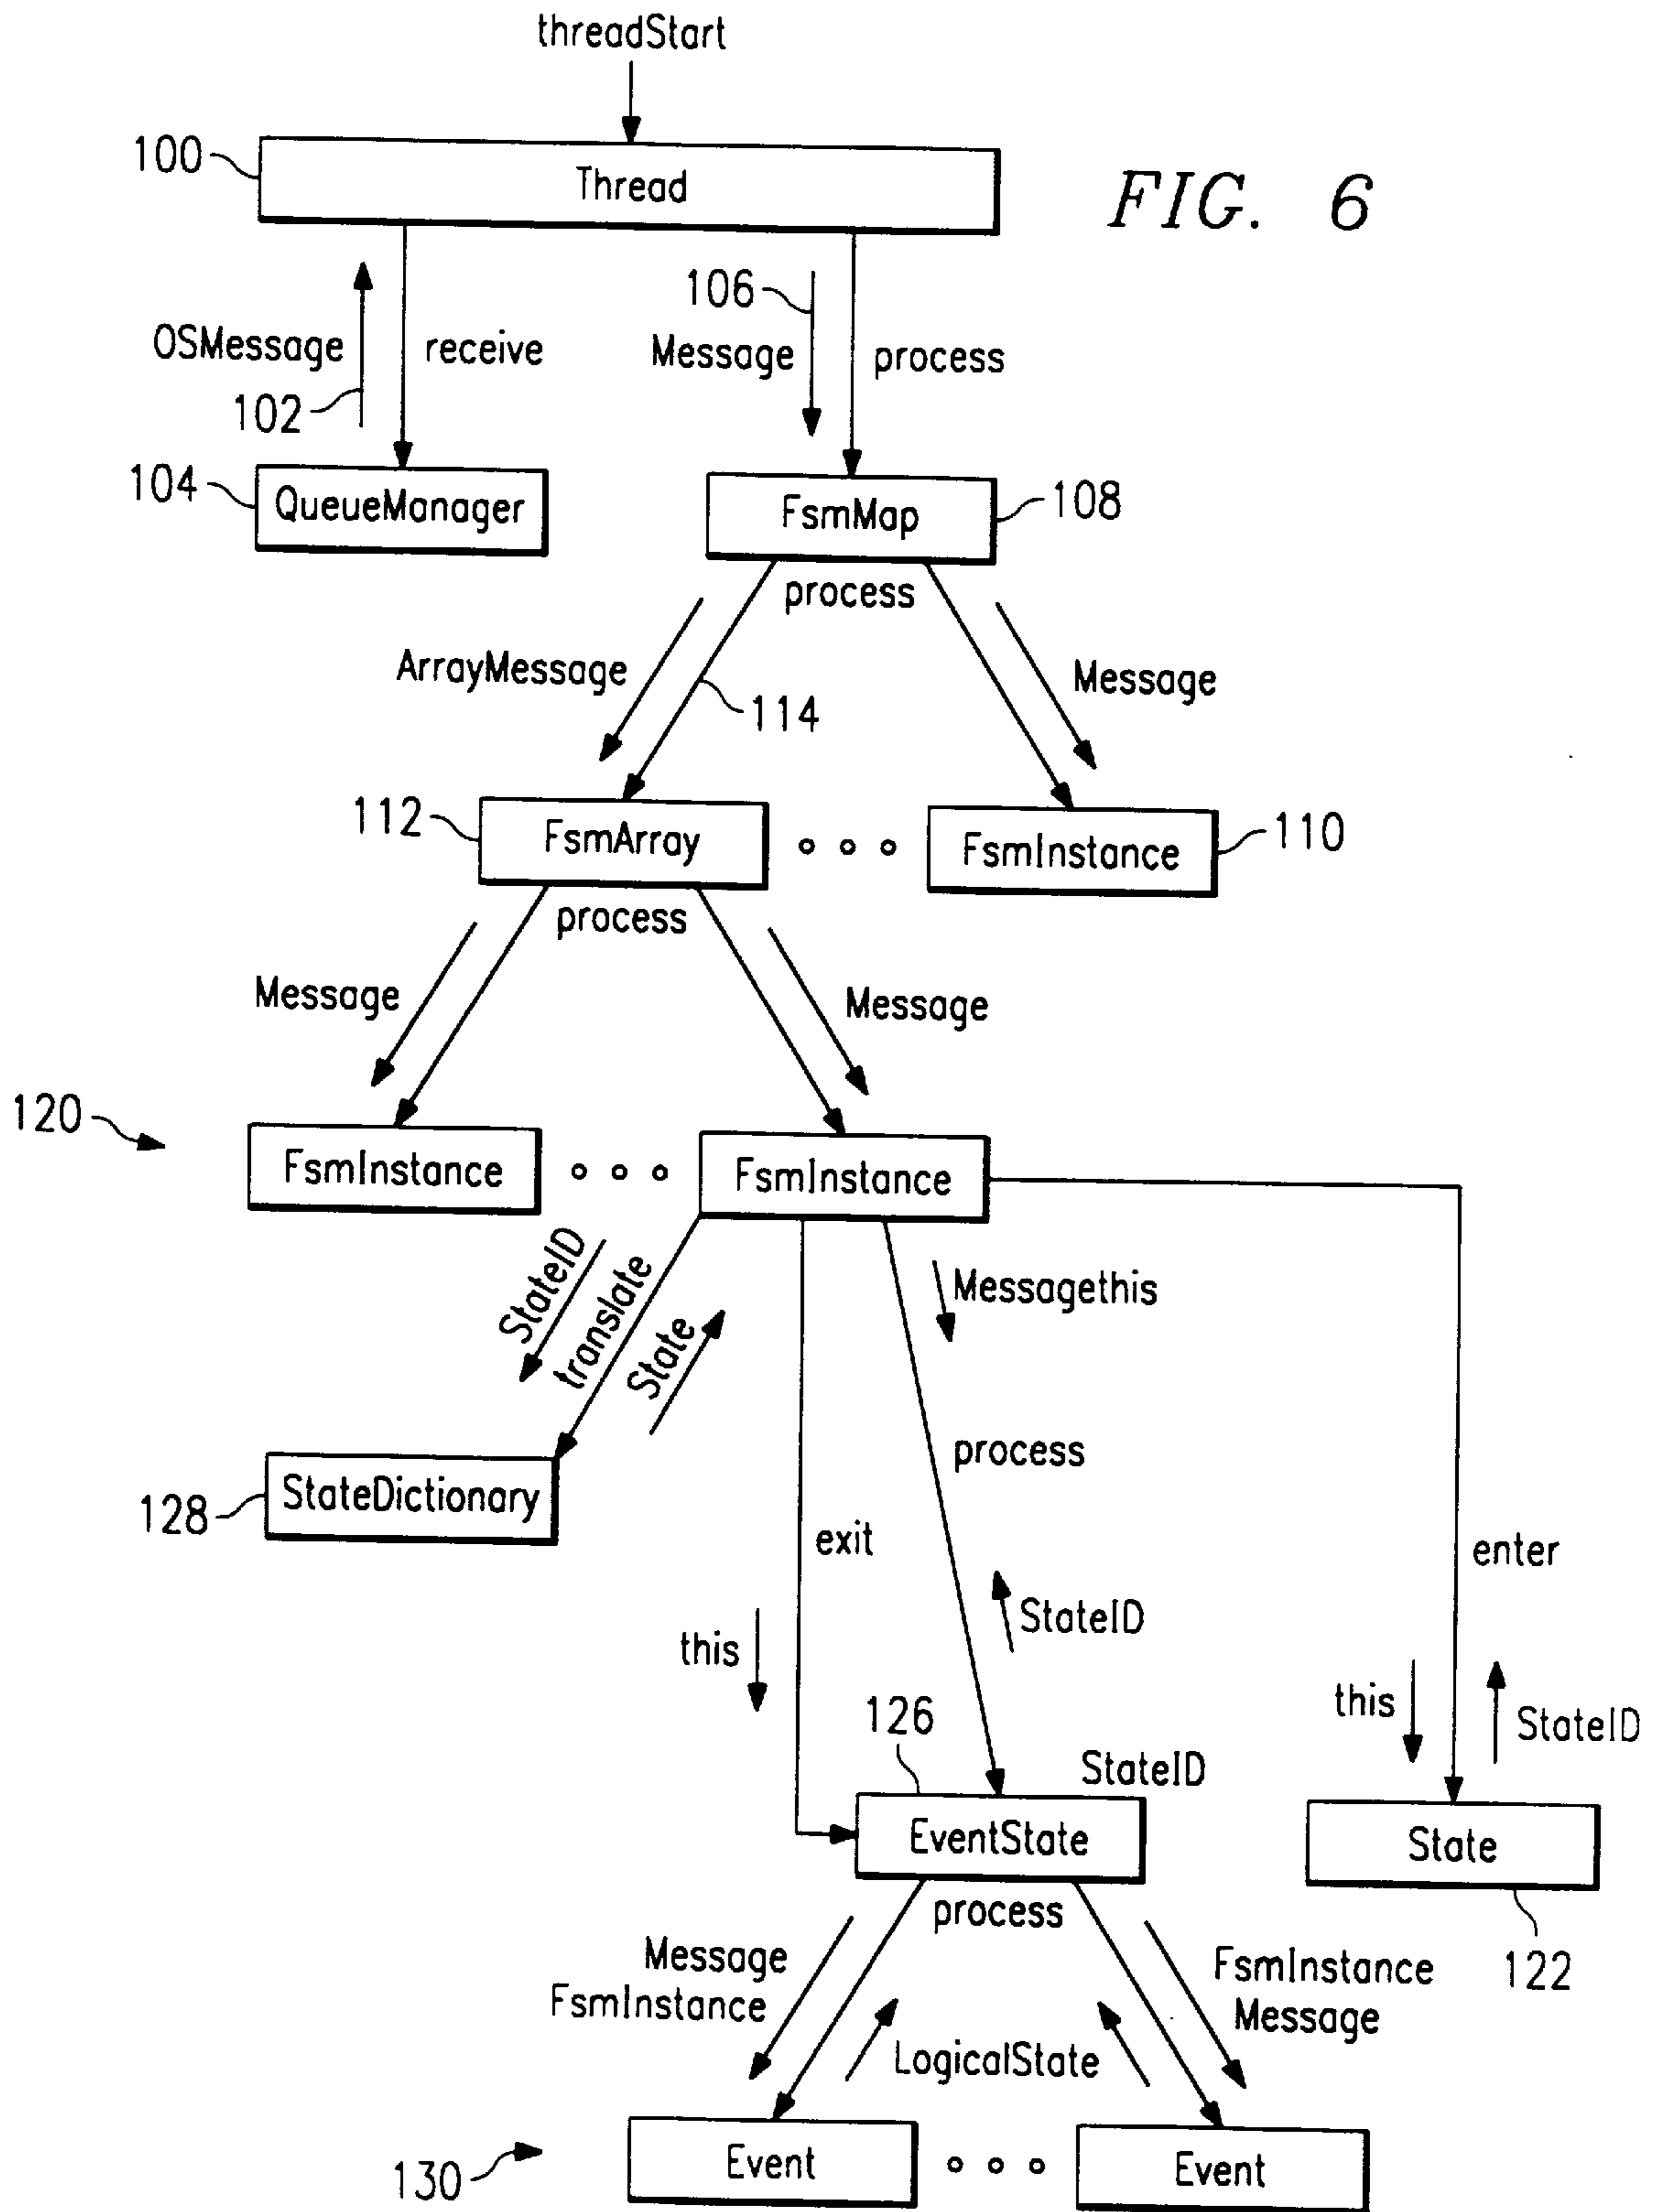 threadStart
100
Thread
FIG. 6
106
OSMessage
receive
Message
process
102
104
QueueManager
FsmMap
108
process
ArrayMessage
Message
114
112
FsmArray
FsmInstance
110
process
Message
Message
120
FsmInstance
FsmInstance
StateID
translate
State
Messagethis
process
128
StateDictionary
exit
enter
StateID
this
this
StateID
126
StateID
EventState
State
process
122
Message
FsmInstance
FsmInstance
Message
LogicalState
130
Event
Event